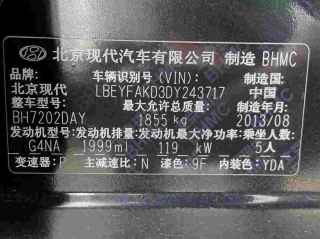 北京现代汽车有限公司 制造 BHMC
品牌: 车辆识别号(VIN): 制造国:
北京现代 LBEYFAKD3DY243717 中国
整车型号: 最大允许总质量: 制造年月:
BH7202DAY 1855 kg 2013/08
发动机型号: 发动机排量: 发动机最大净功率: 乘坐人数:
G4NA 1999ml 119 kW 5人
变速器: P 主减速比: N 漆色: 9F 内饰: YDA